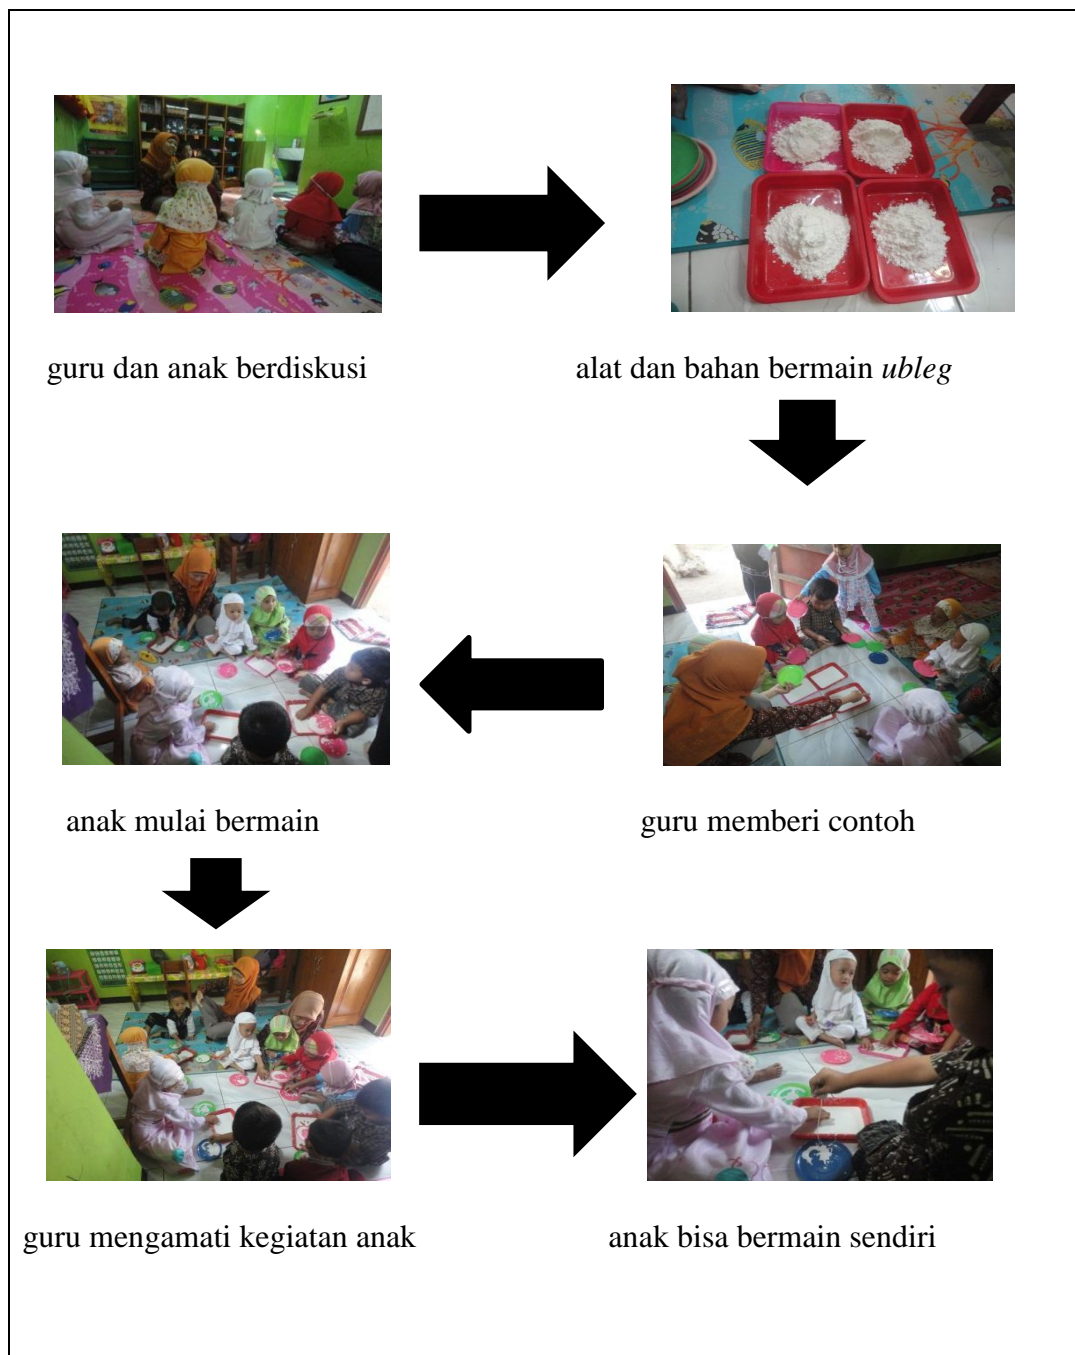 guru dan anak berdiskusi
alat dan bahan bermain ubleg
guru memberi contoh
anak mulai bermain
guru mengamati kegiatan anak
anak bisa bermain sendiri